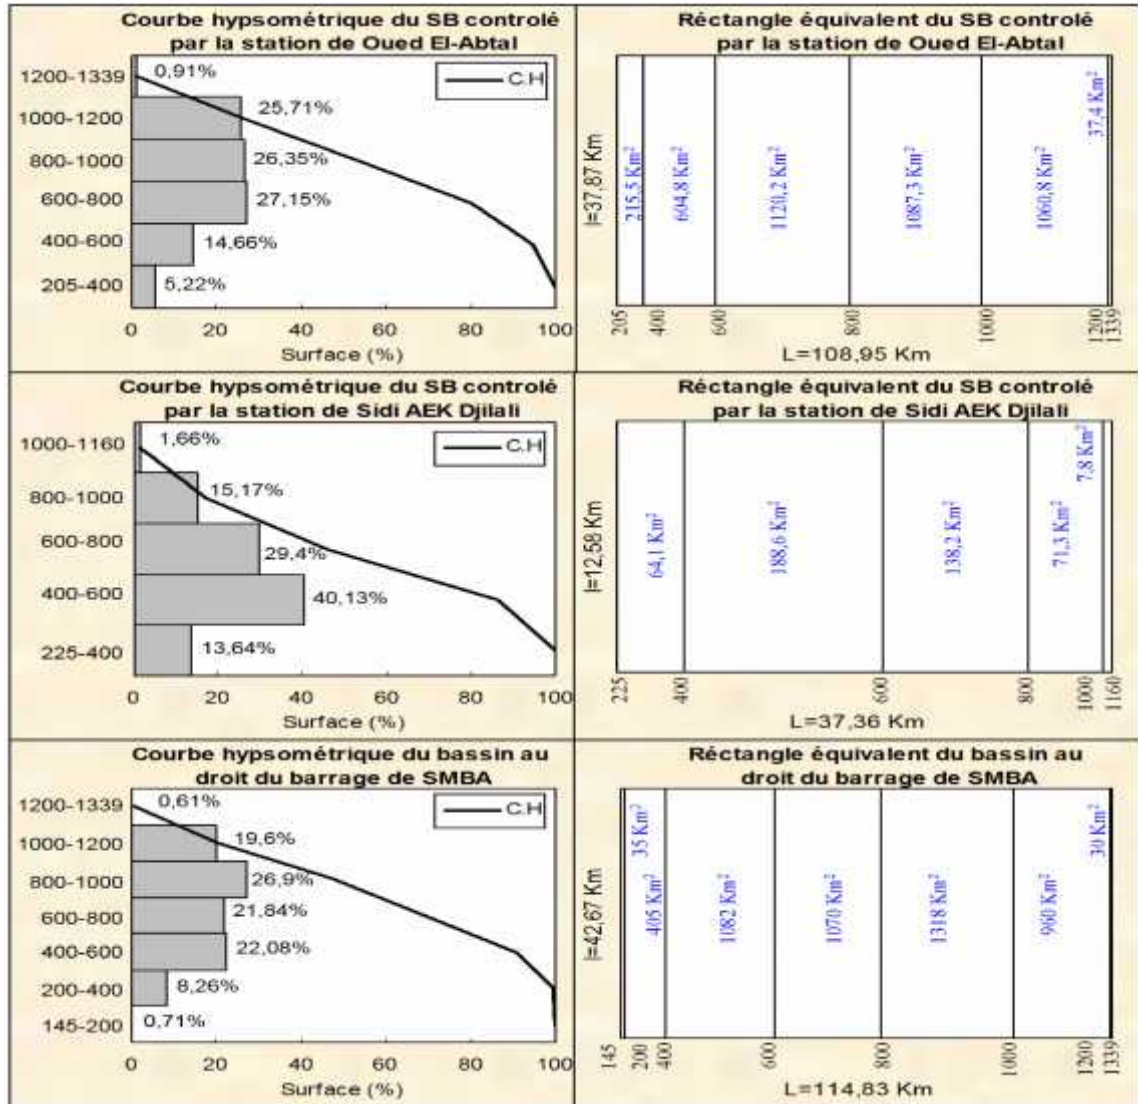 Courbe hypsométrique du SB controlé
par la station de Oued El-Abtal
C.H
1200-1339
0,91%
1000-1200
25,71%
800-1000
26,35%
600-800
27,15%
400-600
14,66%
205-400
5,22%
0 20 40 60 80 100
Surface (%)
Réctangle équivalent du SB controlé
par la station de Oued El-Abtal
l=37,87 Km
215,5 Km²
604,8 Km²
1120,2 Km²
1087,3 Km²
1060,8 Km²
37,4 Km²
205 400 600 800 1000 1200 1339
L=108,95 Km
Courbe hypsométrique du SB controlé
par la station de Sidi AEK Djilali
C.H
1000-1160
1,66%
800-1000
15,17%
600-800
29,4%
400-600
40,13%
225-400
13,64%
0 20 40 60 80 100
Surface (%)
Réctangle équivalent du SB controlé
par la station de Sidi AEK Djilali
l=12,58 Km
64,1 Km²
188,6 Km²
138,2 Km²
71,3 Km²
7,8 Km²
225 400 600 800 1000 1160
L=37,36 Km
Courbe hypsométrique du bassin au
droit du barrage de SMBA
C.H
1200-1339
0,61%
1000-1200
19,6%
800-1000
26,9%
600-800
21,84%
400-600
22,08%
200-400
8,26%
145-200
0,71%
0 20 40 60 80 100
Surface (%)
Réctangle équivalent du bassin au
droit du barrage de SMBA
l=42,67 Km
35 Km²
405 Km²
1082 Km²
1070 Km²
1318 Km²
960 Km²
30 Km²
145 200 400 600 800 1000 1200 1339
L=114,83 Km